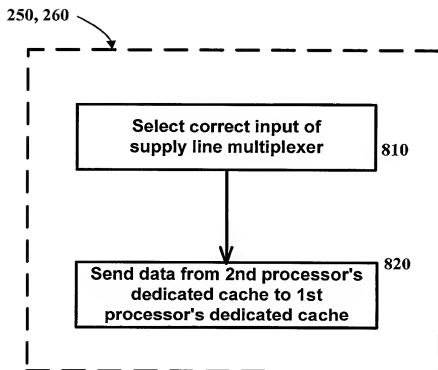 250, 260
Select correct input of
supply line multiplexer
810
820
Send data from 2nd processor's
dedicated cache to 1st
processor's dedicated cache